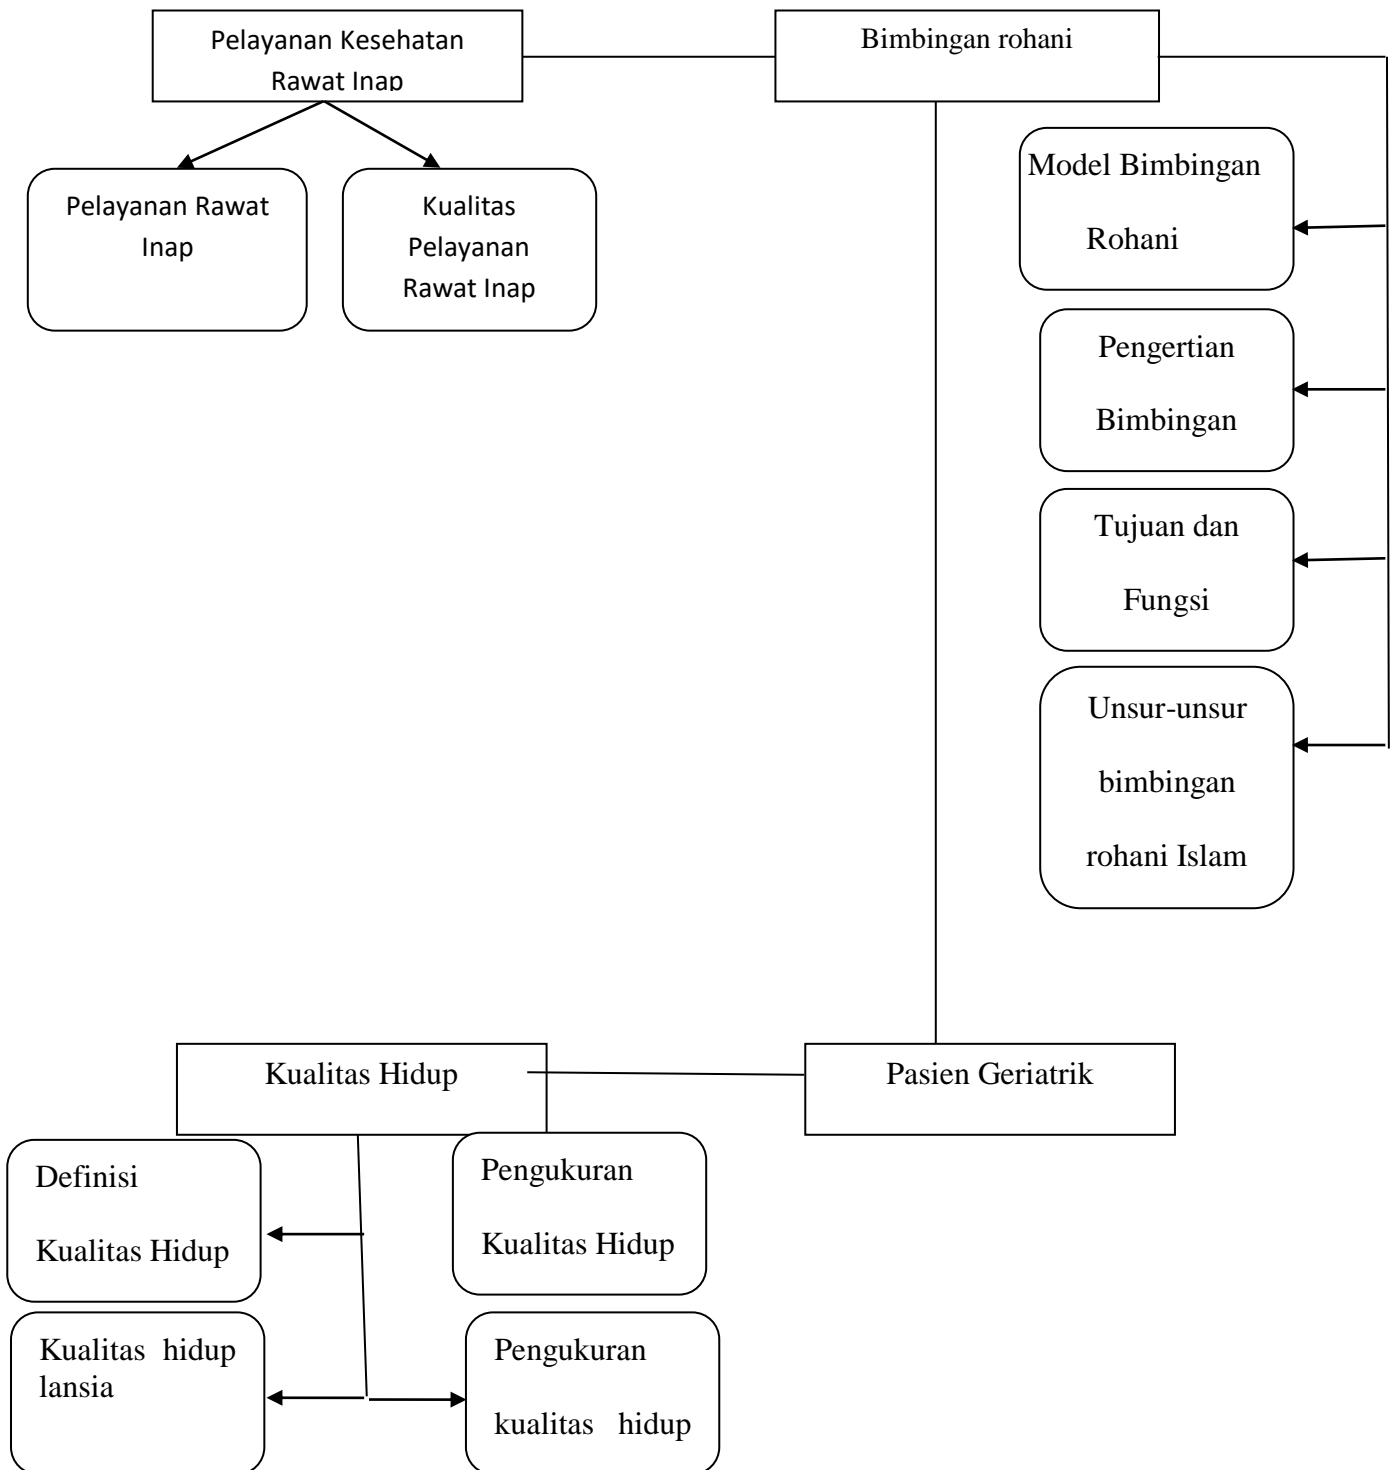 Pelayanan Kesehatan
Rawat Inap
Bimbingan rohani
Pelayanan Rawat
Inap
Kualitas
Pelayanan
Rawat Inap
Model Bimbingan
Rohani
Pengertian
Bimbingan
Tujuan dan
Fungsi
Unsur-unsur
bimbingan
rohani Islam
Kualitas Hidup
Pasien Geriatrik
Definisi
Kualitas Hidup
Pengukuran
Kualitas Hidup
Kualitas hidup
lansia
Pengukuran
kualitas hidup